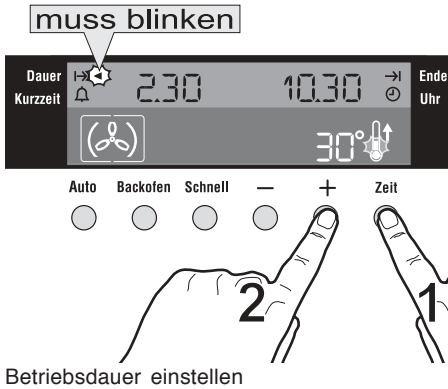 muss blinken
Dauer 2.30 10.30 Ende
Kurzzeit Uhr
30°
Auto Backofen Schnell — + Zeit
2 1
Betriebsdauer einstellen